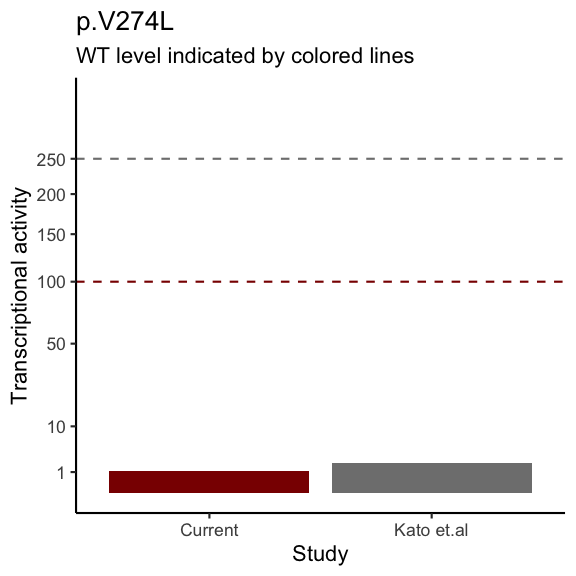 p.V274L
WT level indicated by colored lines
250
200
150
100
50
10
1
Transcriptional activity
Current
Kato et.al
Study